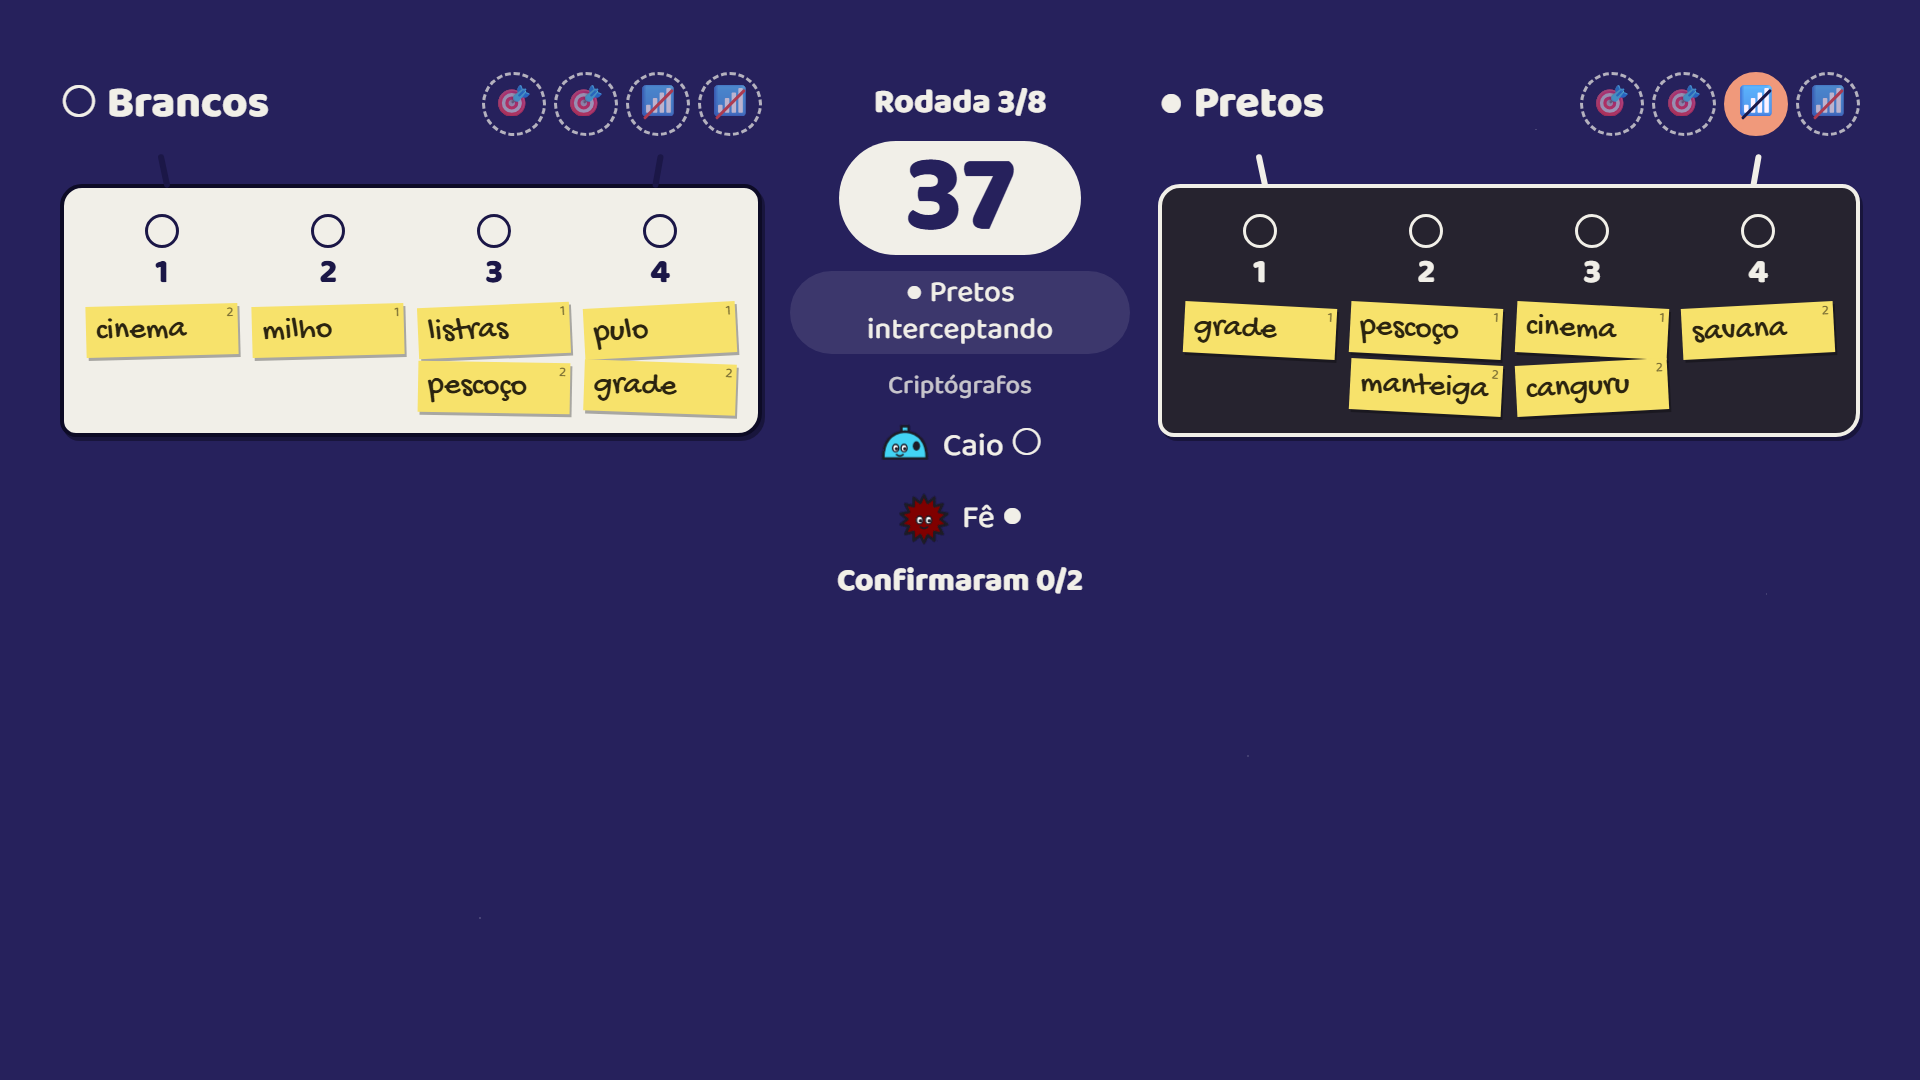 Brancos
1
2
3
4
cinema 2
milho 1
listras 1
pulo 1
pescoço 2
grade 2
Rodada 3/8
37
Pretos
interceptando
Criptógrafos
Caio
Fê
Confirmaram 0/2
Pretos
1
2
3
4
grade 1
pescoço 1
cinema 1
savana 2
manteiga 2
canguru 2